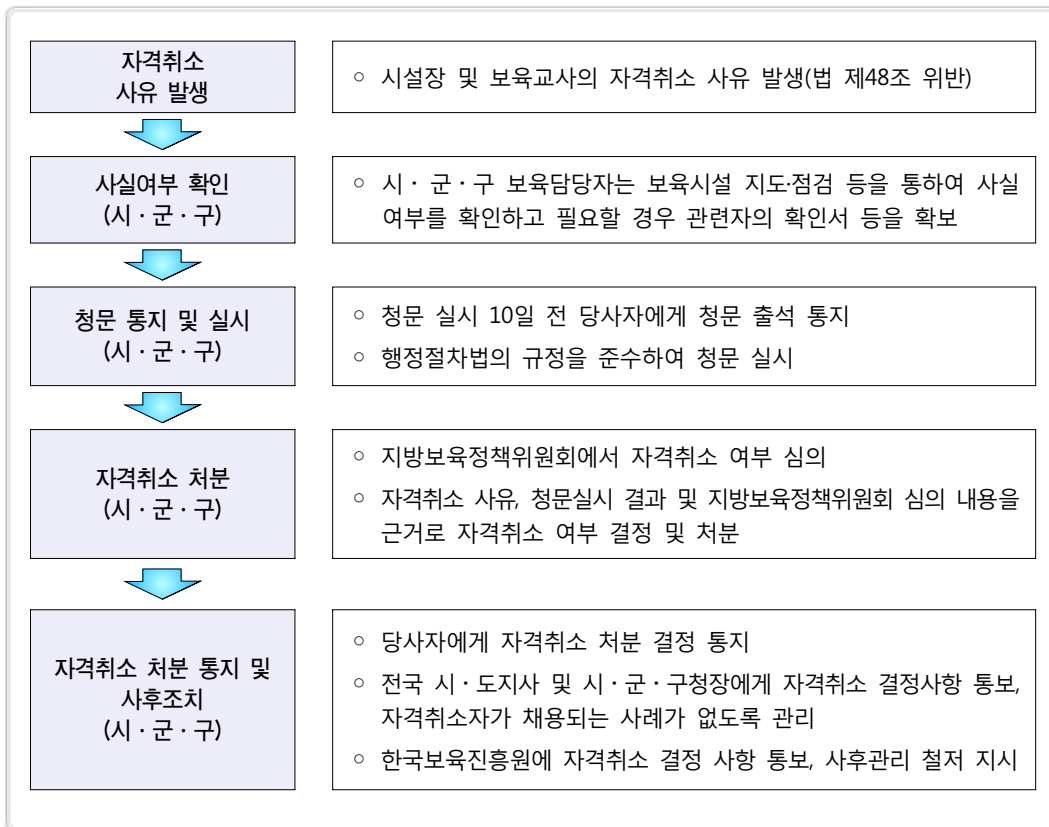 자격취소
사유 발생
○ 시설장 및 보육교사의 자격취소 사유 발생(법 제48조 위반)
사실여부 확인
(시·군·구)
○ 시·군·구 보육담당자는 보육시설 지도·점검 등을 통하여 사실
여부를 확인하고 필요할 경우 관련자의 확인서 등을 확보
청문 통지 및 실시
(시·군·구)
○ 청문 실시 10일 전 당사자에게 청문 출석 통지
○ 행정절차법의 규정을 준수하여 청문 실시
자격취소 처분
(시·군·구)
○ 지방보육정책위원회에서 자격취소 여부 심의
○ 자격취소 사유, 청문실시 결과 및 지방보육정책위원회 심의 내용을
근거로 자격취소 여부 결정 및 처분
자격취소 처분 통지 및
사후조치
(시·군·구)
○ 당사자에게 자격취소 처분 결정 통지
○ 전국 시·도지사 및 시·군·구청장에게 자격취소 결정사항 통보,
자격취소자가 채용되는 사례가 없도록 관리
○ 한국보육진흥원에 자격취소 결정 사항 통보, 사후관리 철저 지시